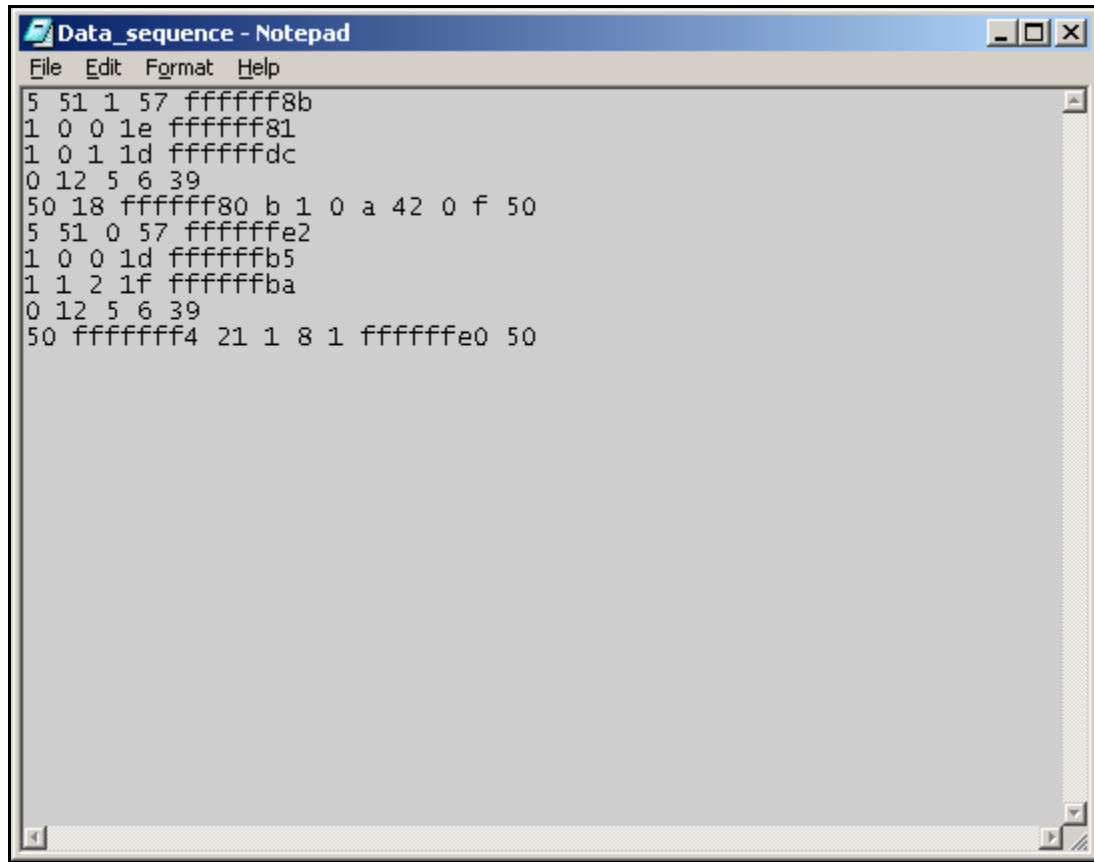 Data_sequence - Notepad
File Edit Format Help
5 51 1 57 ffffff8b
1 0 0 1e ffffff81
1 0 1 1d ffffffdc
0 12 5 6 39
50 18 ffffff80 b 1 0 a 42 0 f 50
5 51 0 57 ffffffe2
1 0 0 1d ffffffb5
1 1 2 1f ffffffba
0 12 5 6 39
50 fffffff4 21 1 8 1 ffffffe0 50